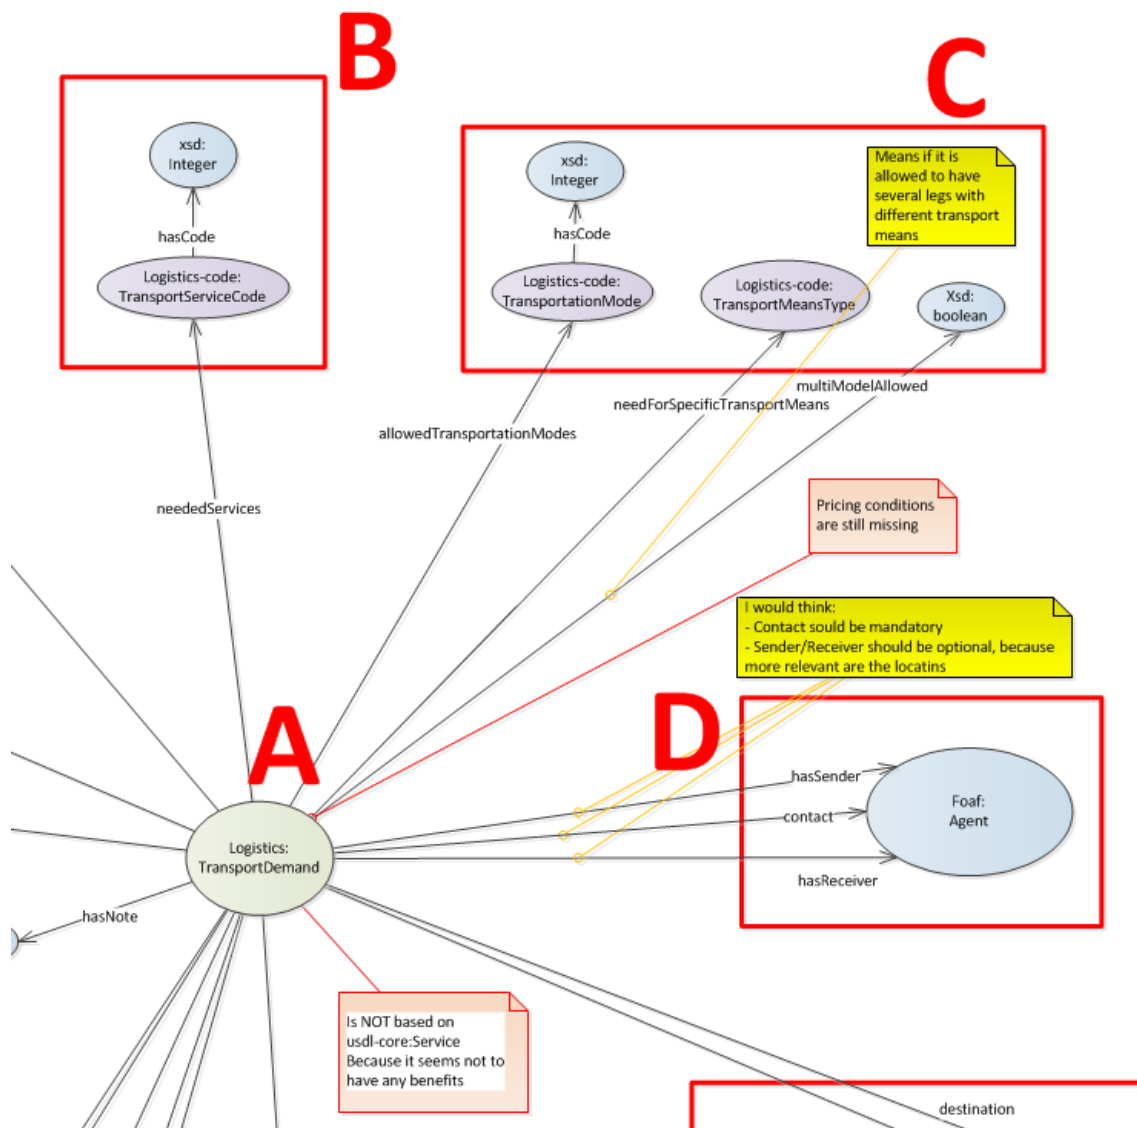 B
C
xsd:
Integer
hasCode
Logistics-code:
TransportServiceCode
xsd:
Integer
hasCode
Logistics-code:
TransportationMode
Logistics-code:
TransportMeansType
Means if it is
allowed to have
several legs with
different transport
means
Xsd:
boolean
multiModelAllowed
needForSpecificTransportMeans
allowedTransportationModes
neededServices
Pricing conditions
are still missing
I would think:
- Contact sould be mandatory
- Sender/Receiver should be optional, because
more relevant are the locatins
A
D
hasSender
contact
hasReceiver
Foaf:
Agent
Logistics:
TransportDemand
hasNote
Is NOT based on
usdl-core:Service
Because it seems not to
have any benefits
destination